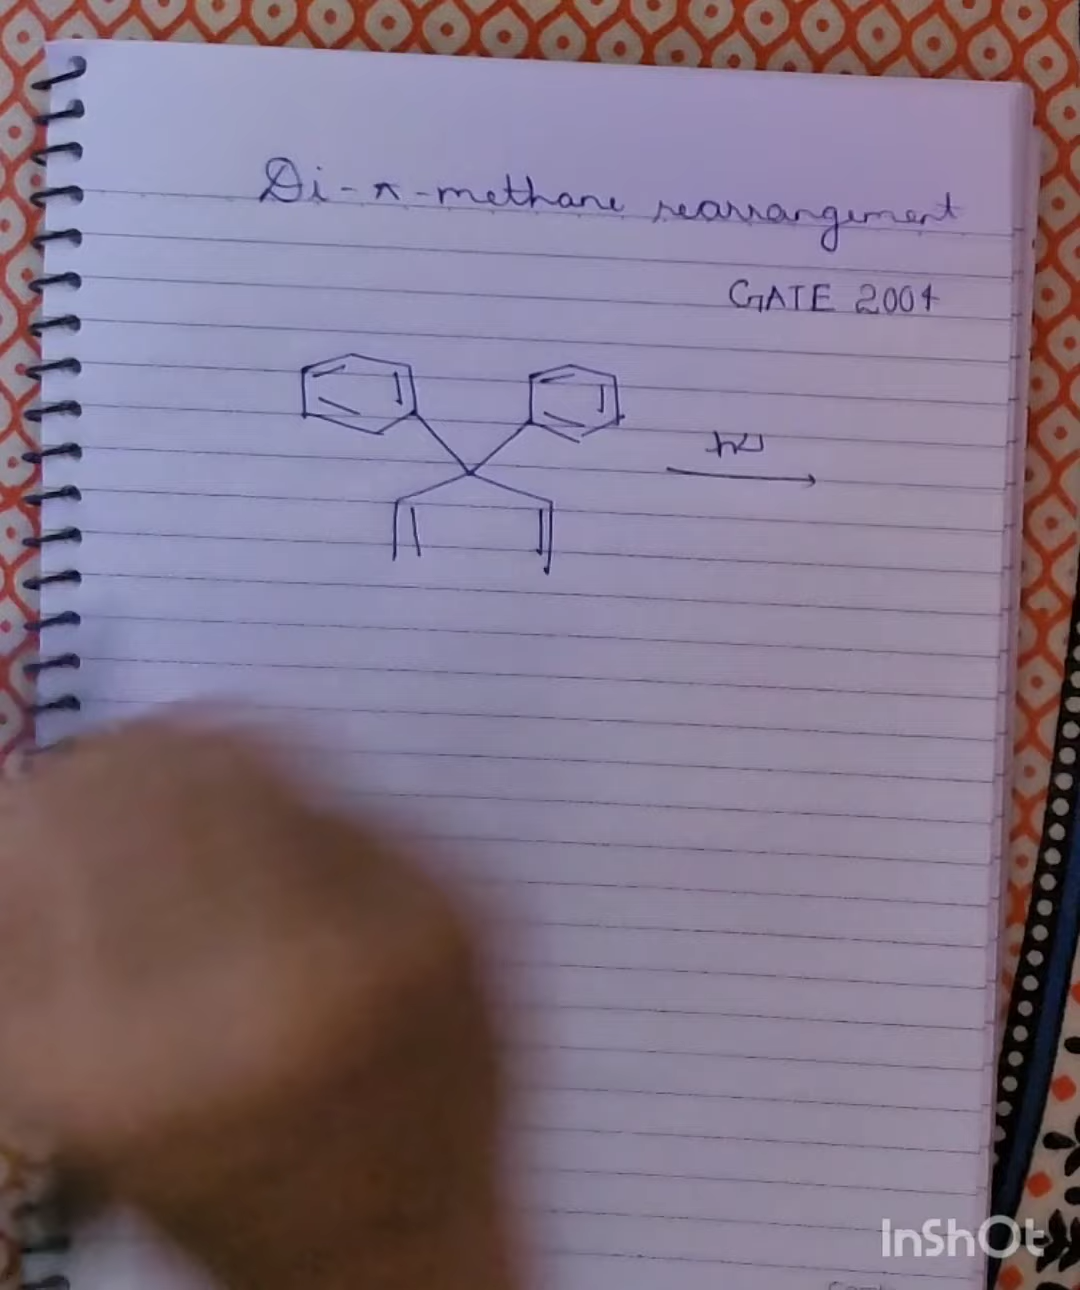 Di-π-methane rearrangement
GATE 2004
hν
InShOt